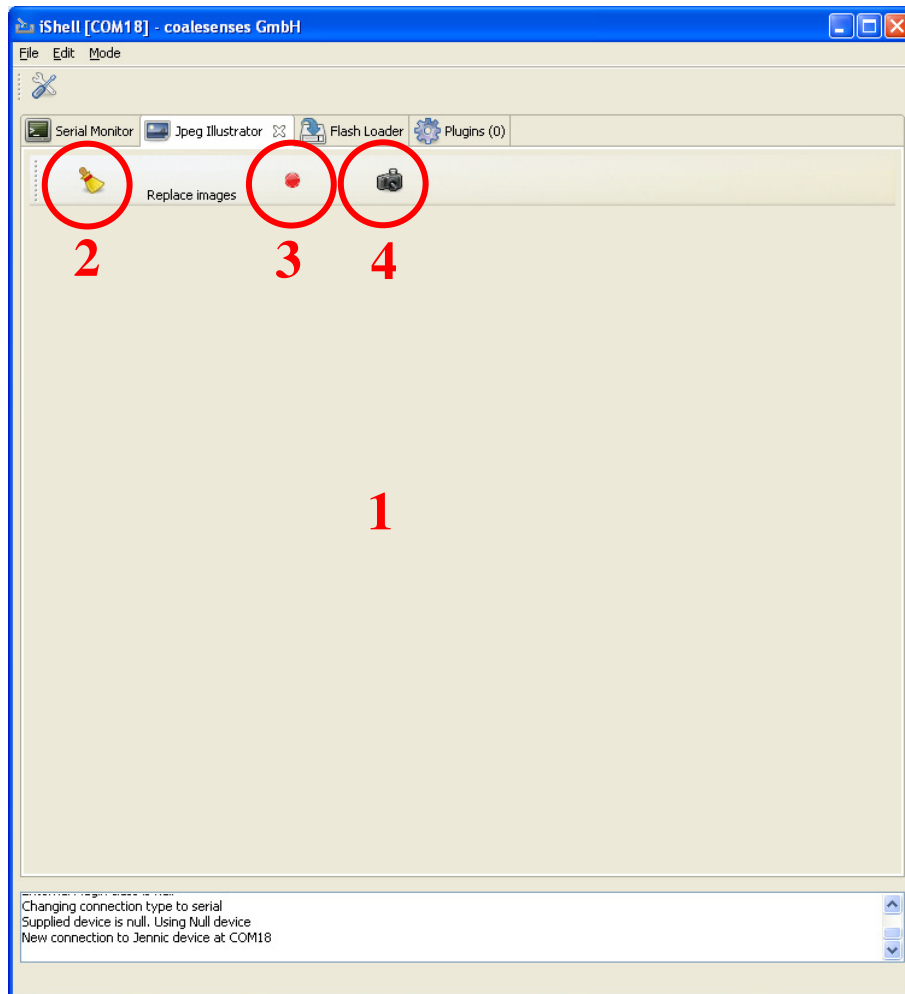 iShell [COM18] - coalesenses GmbH
File Edit Mode
Serial Monitor Jpeg Illustrator Flash Loader Plugins (0)
Replace images
2 3 4
1
Changing connection type to serial
Supplied device is null. Using Null device
New connection to Jennic device at COM18